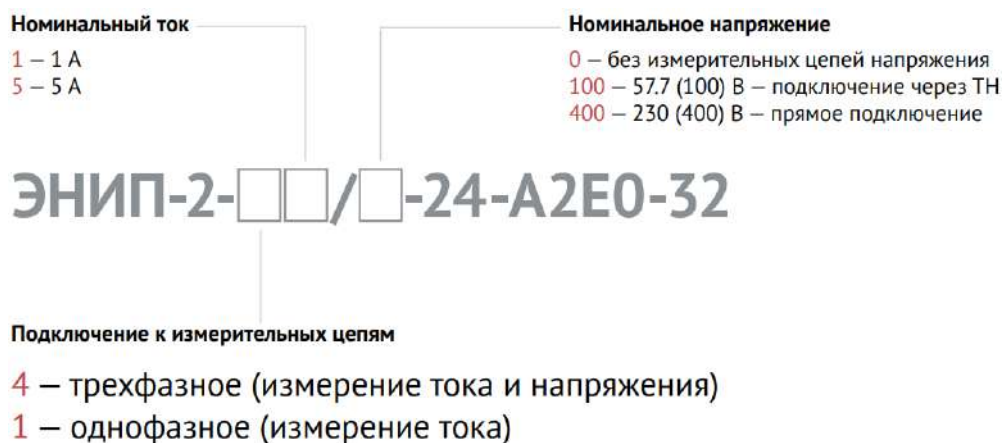 Номинальный ток
1 – 1 А
5 – 5 А
Номинальное напряжение
0 – без измерительных цепей напряжения
100 – 57.7 (100) В – подключение через ТН
400 – 230 (400) В – прямое подключение
ЭНИП-2-□□/□-24-А2Е0-32
Подключение к измерительных цепям
4 – трехфазное (измерение тока и напряжения)
1 – однофазное (измерение тока)